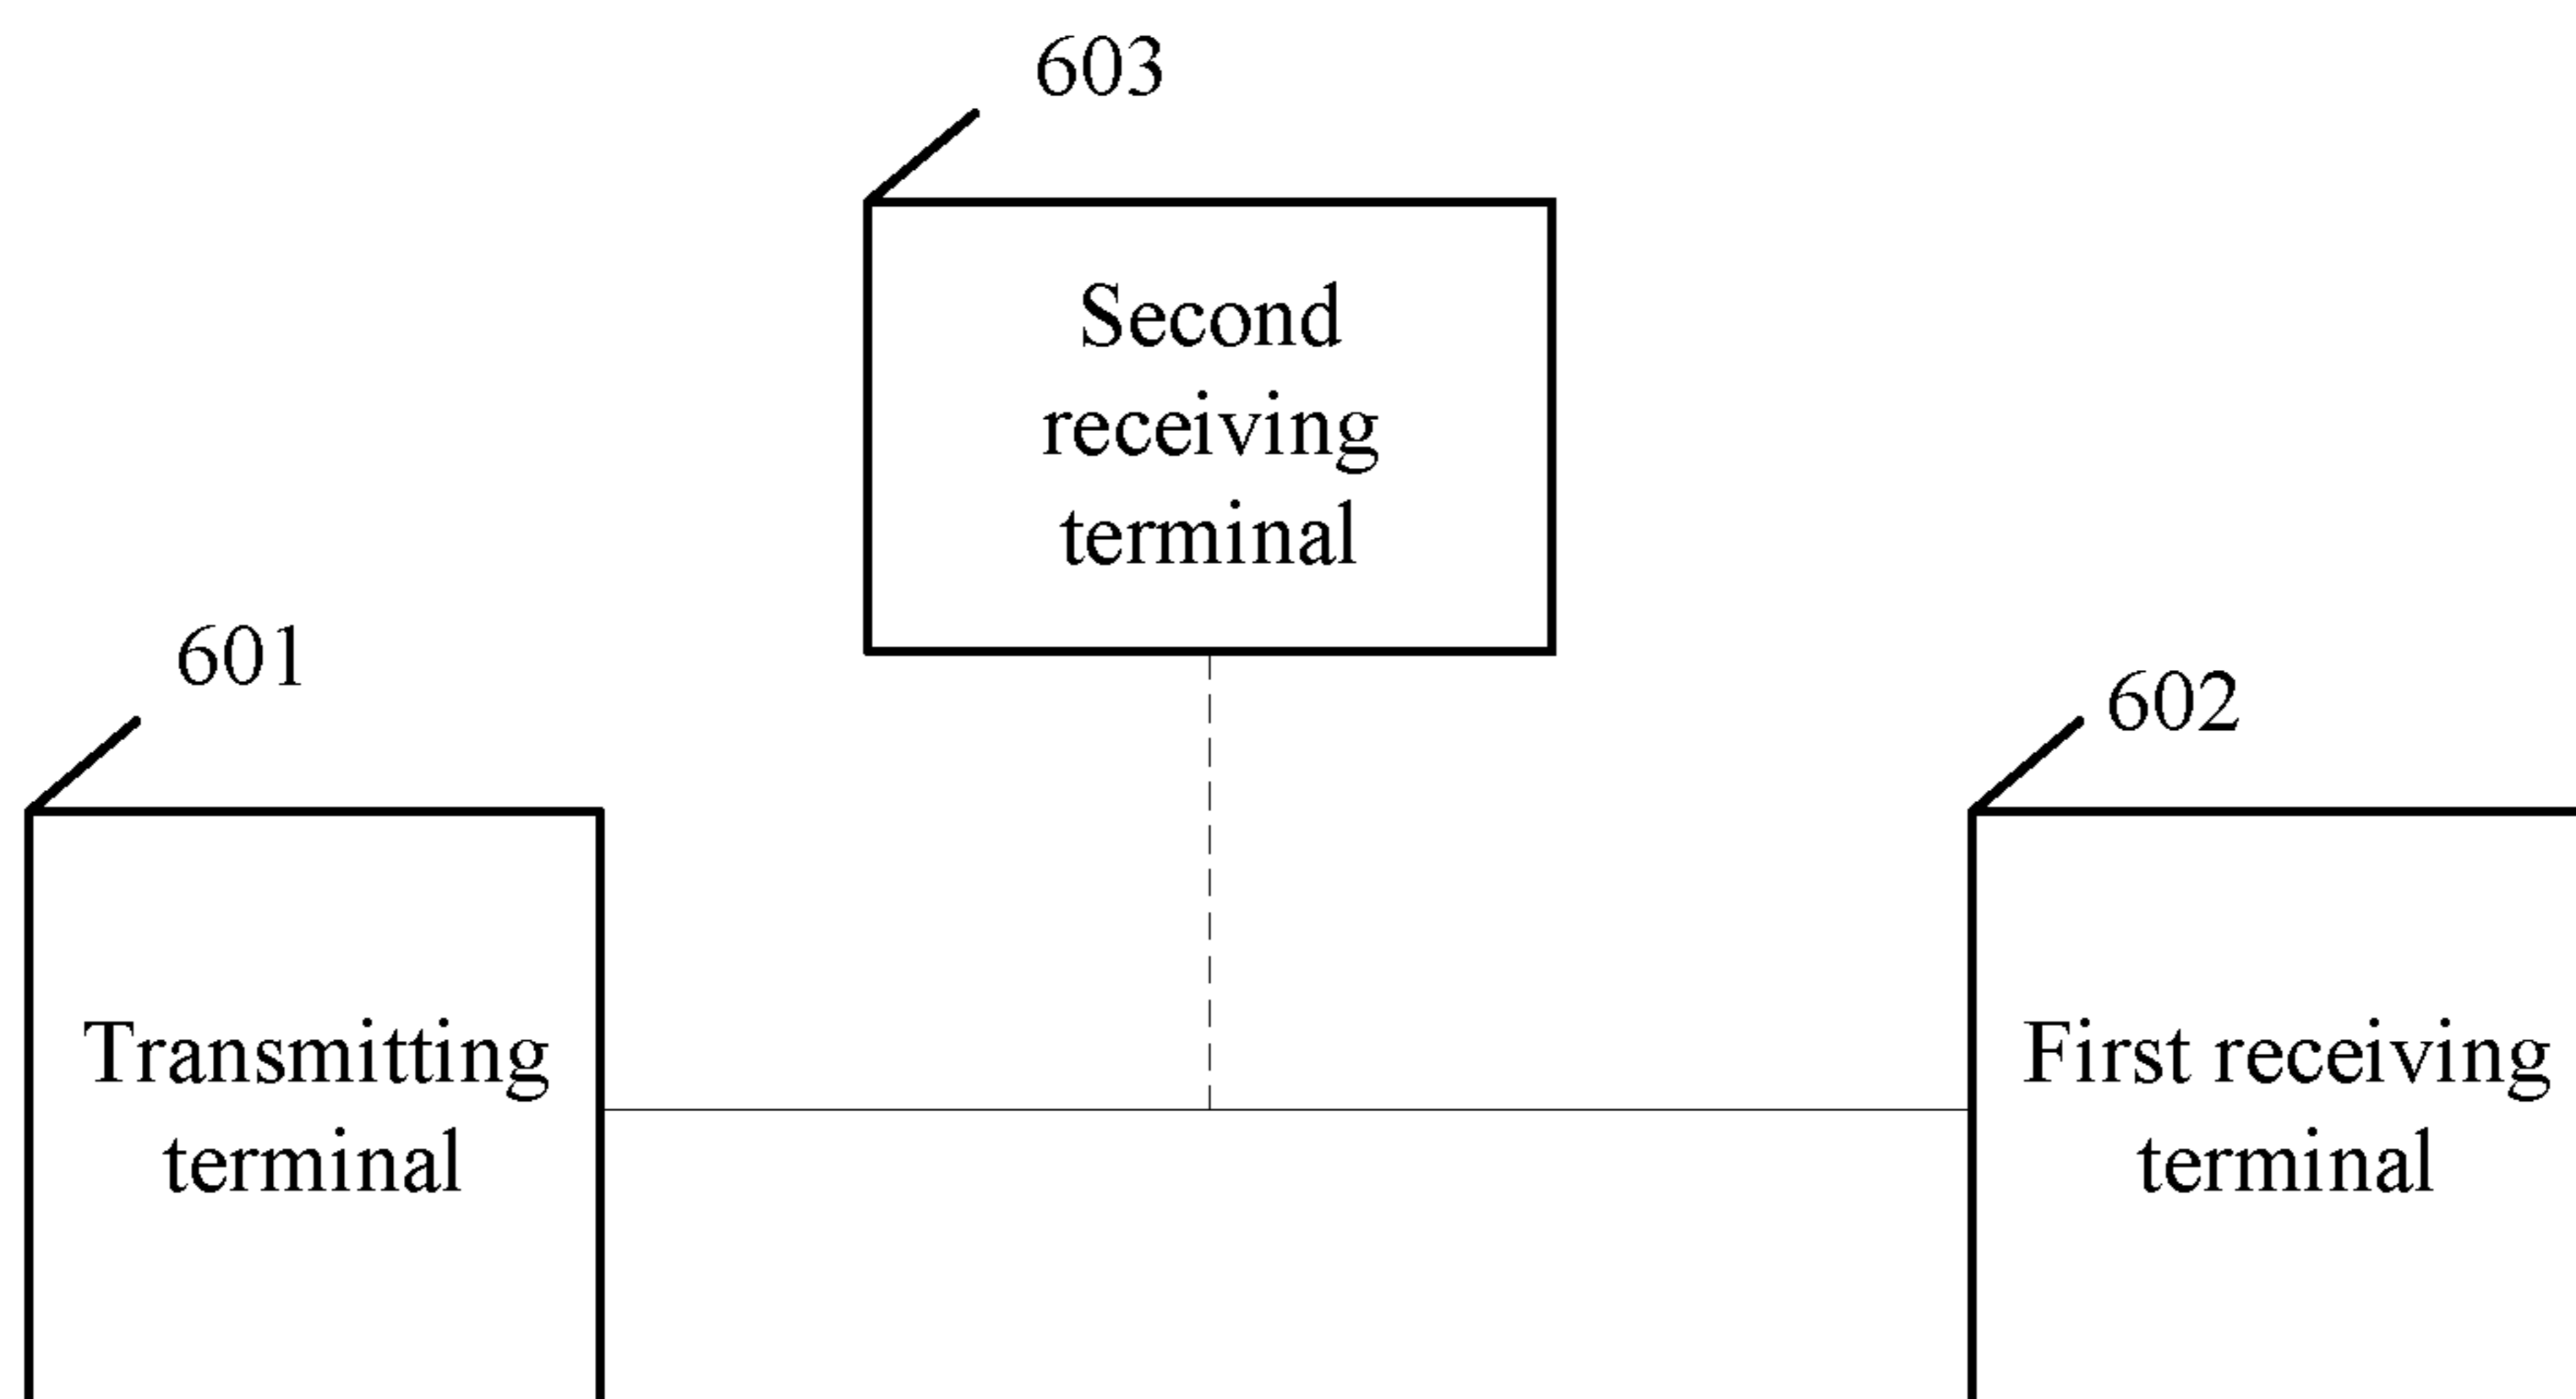 603
Second
receiving
terminal
601
602
Transmitting
terminal
First receiving
terminal